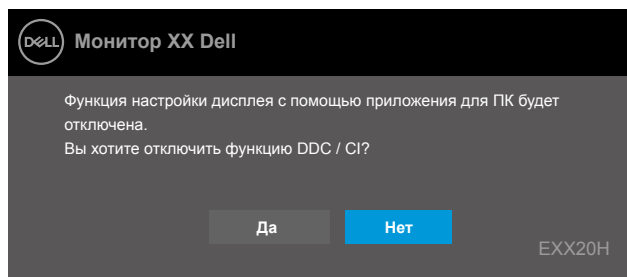 DELL
Монитор XX Dell
Функция настройки дисплея с помощью приложения для ПК будет
отключена.
Вы хотите отключить функцию DDC / CI?
Да
Нет
EXX20H